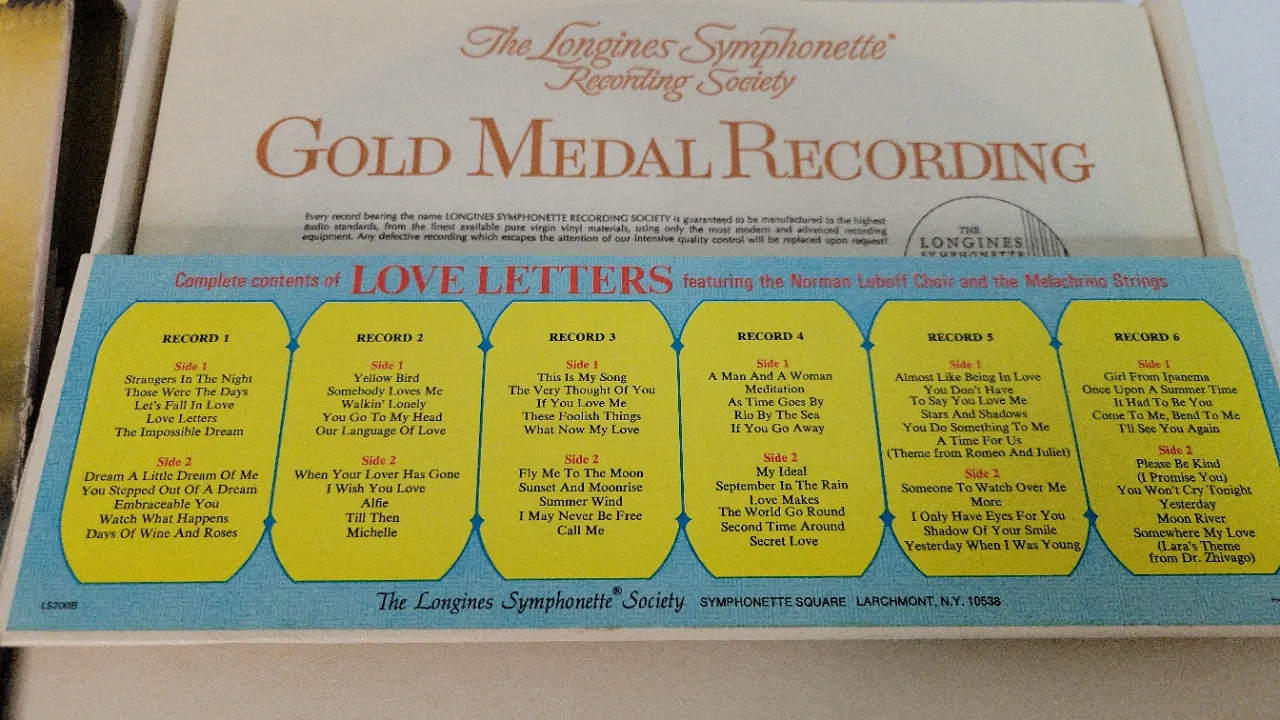 The Longines Symphonette®
Recording Society
GOLD MEDAL RECORDING
Every record bearing the name LONGINES SYMPHONETTE RECORDING SOCIETY is guaranteed to be manufactured to the highest
audio standards, from the finest available pure virgin vinyl materials, using only the most modern and advanced recording
equipment. Any defective recording which escapes the attention of our intensive quality control will be replaced upon request!
THE
LONGINES
SYMPHONETTE
Complete contents of LOVE LETTERS featuring the Norman Luboff Choir and the Melachrino Strings
RECORD 1
Side 1
Strangers In The Night
Those Were The Days
Let's Fall In Love
Love Letters
The Impossible Dream
Side 2
Dream A Little Dream Of Me
You Stepped Out Of A Dream
Embraceable You
Watch What Happens
Days Of Wine And Roses
RECORD 2
Side 1
Yellow Bird
Somebody Loves Me
Walkin' Lonely
You Go To My Head
Our Language Of Love
Side 2
When Your Lover Has Gone
I Wish You Love
Alfie
Till Then
Michelle
RECORD 3
Side 1
This Is My Song
The Very Thought Of You
If You Love Me
These Foolish Things
What Now My Love
Side 2
Fly Me To The Moon
Sunset And Moonrise
Summer Wind
I May Never Be Free
Call Me
RECORD 4
Side 1
A Man And A Woman
Meditation
As Time Goes By
Rio By The Sea
If You Go Away
Side 2
My Ideal
September In The Rain
Love Makes
The World Go Round
Second Time Around
Secret Love
RECORD 5
Side 1
Almost Like Being In Love
You Don't Have
To Say You Love Me
Stars And Shadows
You Do Something To Me
A Time For Us
(Theme from Romeo And Juliet)
Side 2
Someone To Watch Over Me
More
I Only Have Eyes For You
Shadow Of Your Smile
Yesterday When I Was Young
RECORD 6
Side 1
Girl From Ipanema
Once Upon A Summer Time
It Had To Be You
Come To Me, Bend To Me
I'll See You Again
Side 2
Please Be Kind
(I Promise You)
You Won't Cry Tonight
Yesterday
Moon River
Somewhere My Love
(Lara's Theme
from Dr. Zhivago)
LS200B
The Longines Symphonette® Society SYMPHONETTE SQUARE LARCHMONT, N.Y. 10538